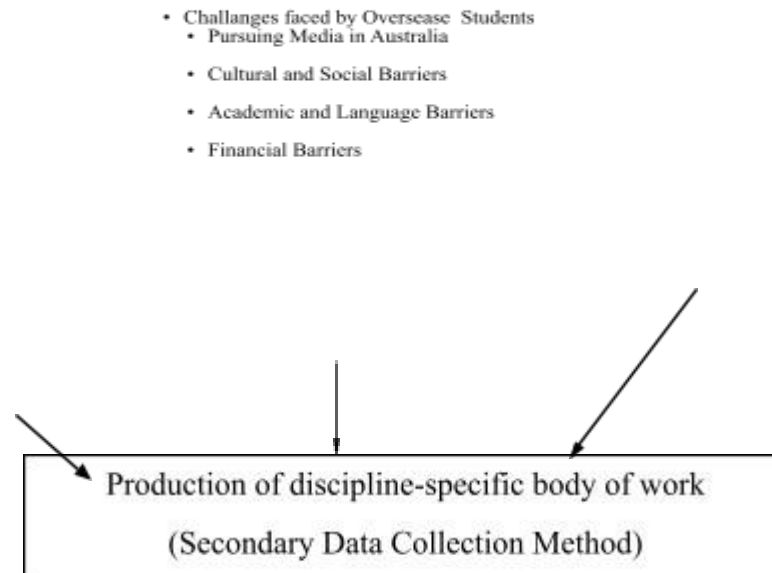 • Challanges faced by Oversease Students
• Pursuing Media in Australia
• Cultural and Social Barriers
• Academic and Language Barriers
• Financial Barriers
Production of discipline-specific body of work
(Secondary Data Collection Method)